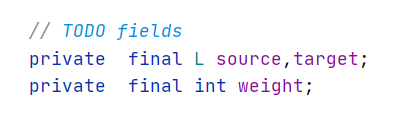 // TODO fields
private  final L source,target;
private  final int weight;